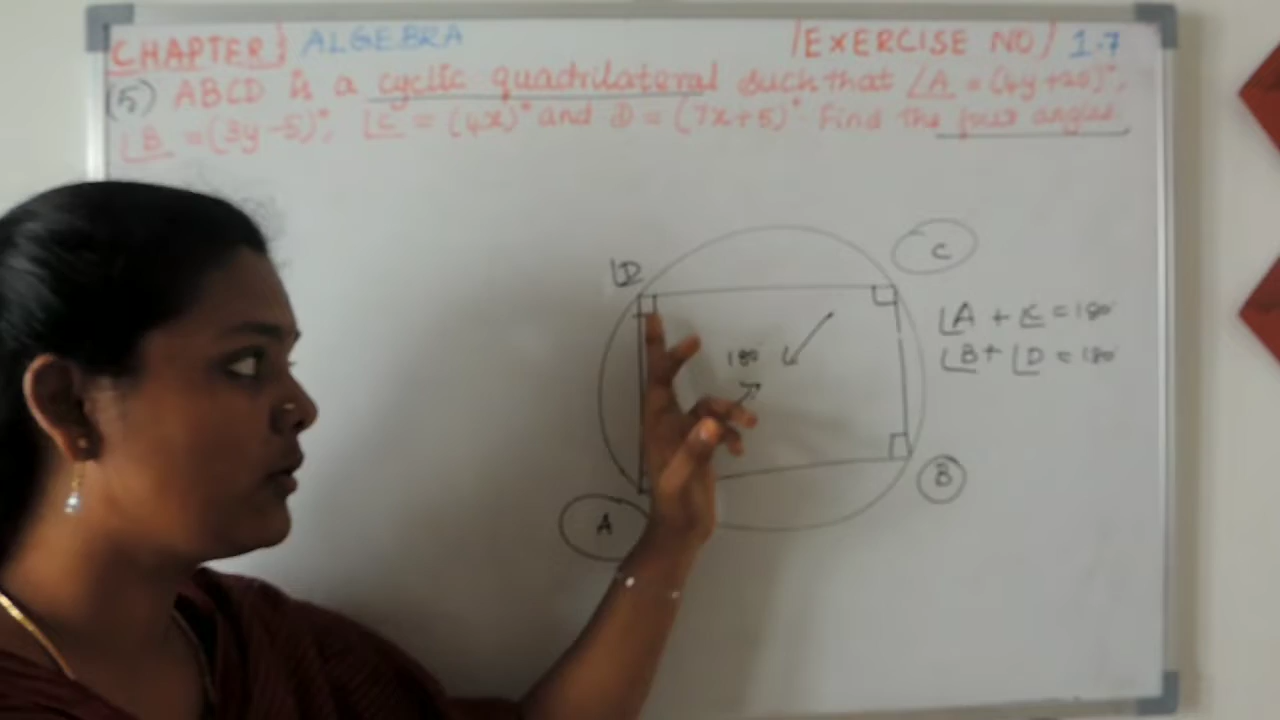 CHAPTER} ALGEBRA /EXERCISE NO/ 1.7
(5) ABCD is a cyclic quadrilateral such that ∠A = (4y+20)°,
∠B = (3y-5)°, ∠C = (4x)° and D = (7x+5)°. Find the four angles.
∠D
C
∠A + ∠C = 180°
180°
∠B + ∠D = 180°
B
A